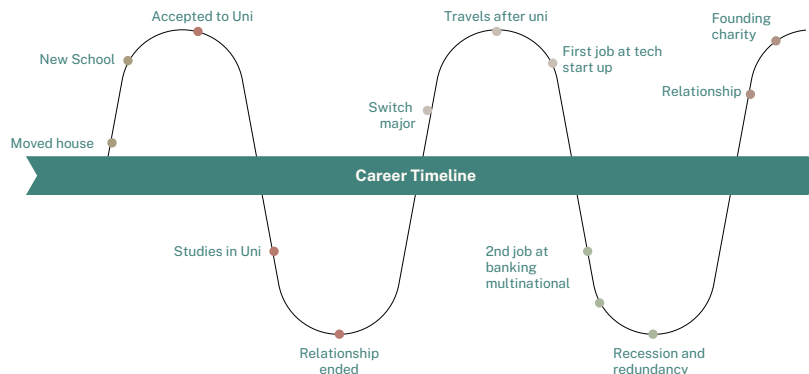 Accepted to Uni
New School
Moved house
Travels after uni
First job at tech
start up
Switch
major
Founding
charity
Relationship
Career Timeline
Studies in Uni
Relationship
ended
2nd job at
banking
multinational
Recession and
redundancy